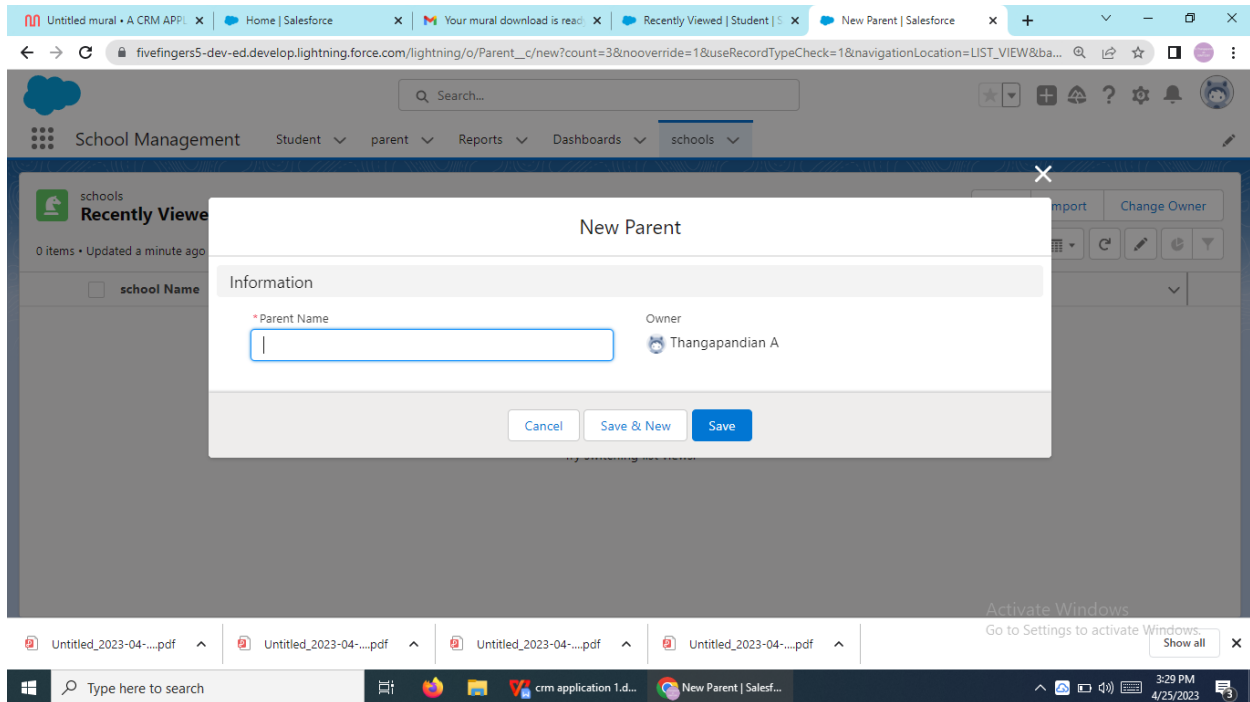 Untitled mural • A CRM APPL
Home | Salesforce
Your mural download is ready
Recently Viewed | Student | S
New Parent | Salesforce
fivefingers5-dev-ed.develop.lightning.force.com/lightning/o/Parent__c/new?count=3&nooverride=1&useRecordTypeCheck=1&navigationLocation=LIST_VIEW&ba...
Search...
School Management
Student
parent
Reports
Dashboards
schools
schools
Recently Viewe
mport
Change Owner
0 items • Updated a minute ago
school Name
New Parent
Information
*Parent Name
Owner
Thangapandian A
Cancel
Save & New
Save
Activate Windows
Go to Settings to activate Windows.
Untitled_2023-04-....pdf
Untitled_2023-04-....pdf
Untitled_2023-04-....pdf
Untitled_2023-04-....pdf
Show all
Type here to search
crm application 1.d...
New Parent | Salesf...
3:29 PM
4/25/2023
3